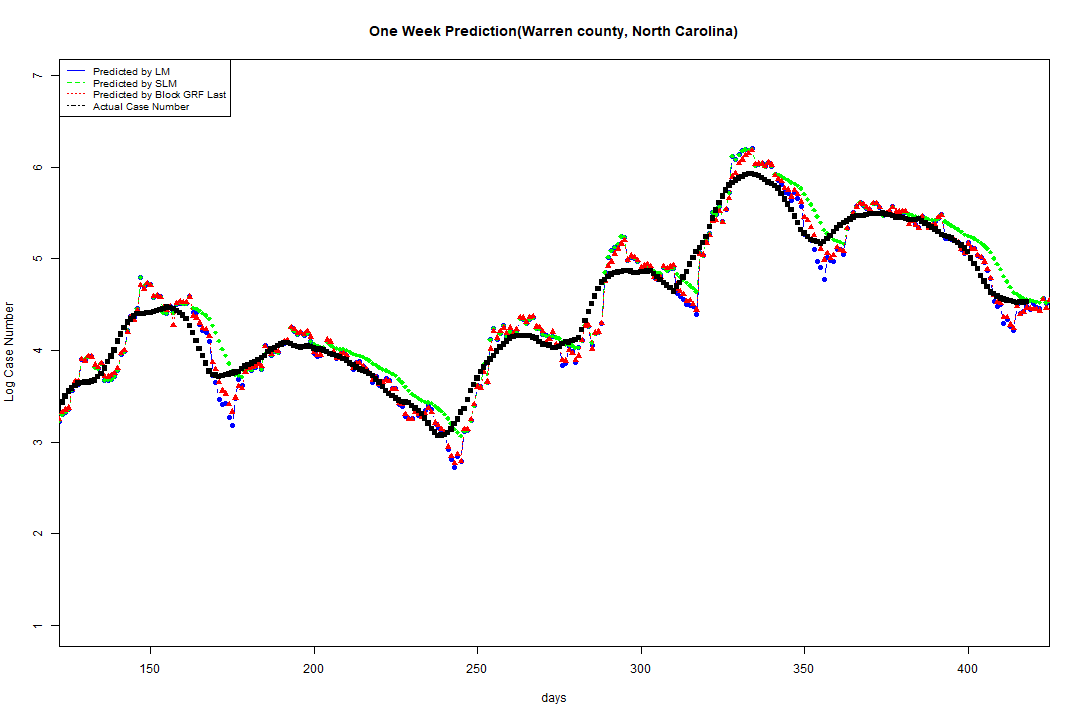 One Week Prediction(Warren county, North Carolina)
Predicted by LM
Predicted by SLM
Predicted by Block GRF Last
Actual Case Number
Log Case Number
7
6
5
4
3
2
1
150 200 250 300 350 400
days